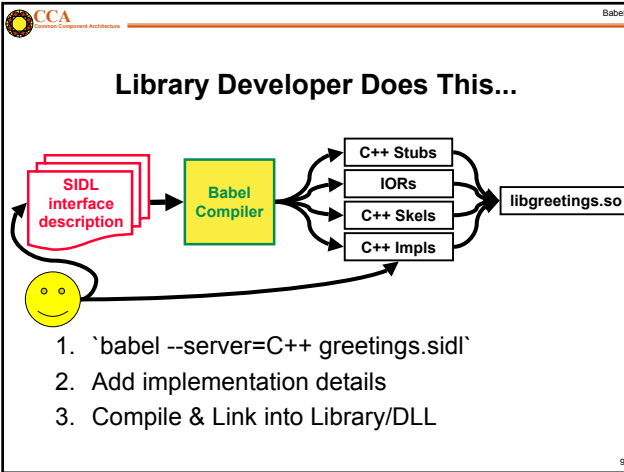 CCA
Common Component Architecture
Babel
Library Developer Does This...
SIDL
interface
description
Babel
Compiler
C++ Stubs
IORs
C++ Skels
C++ Impls
libgreetings.so
1. `babel --server=C++ greetings.sidl`
2. Add implementation details
3. Compile & Link into Library/DLL
9